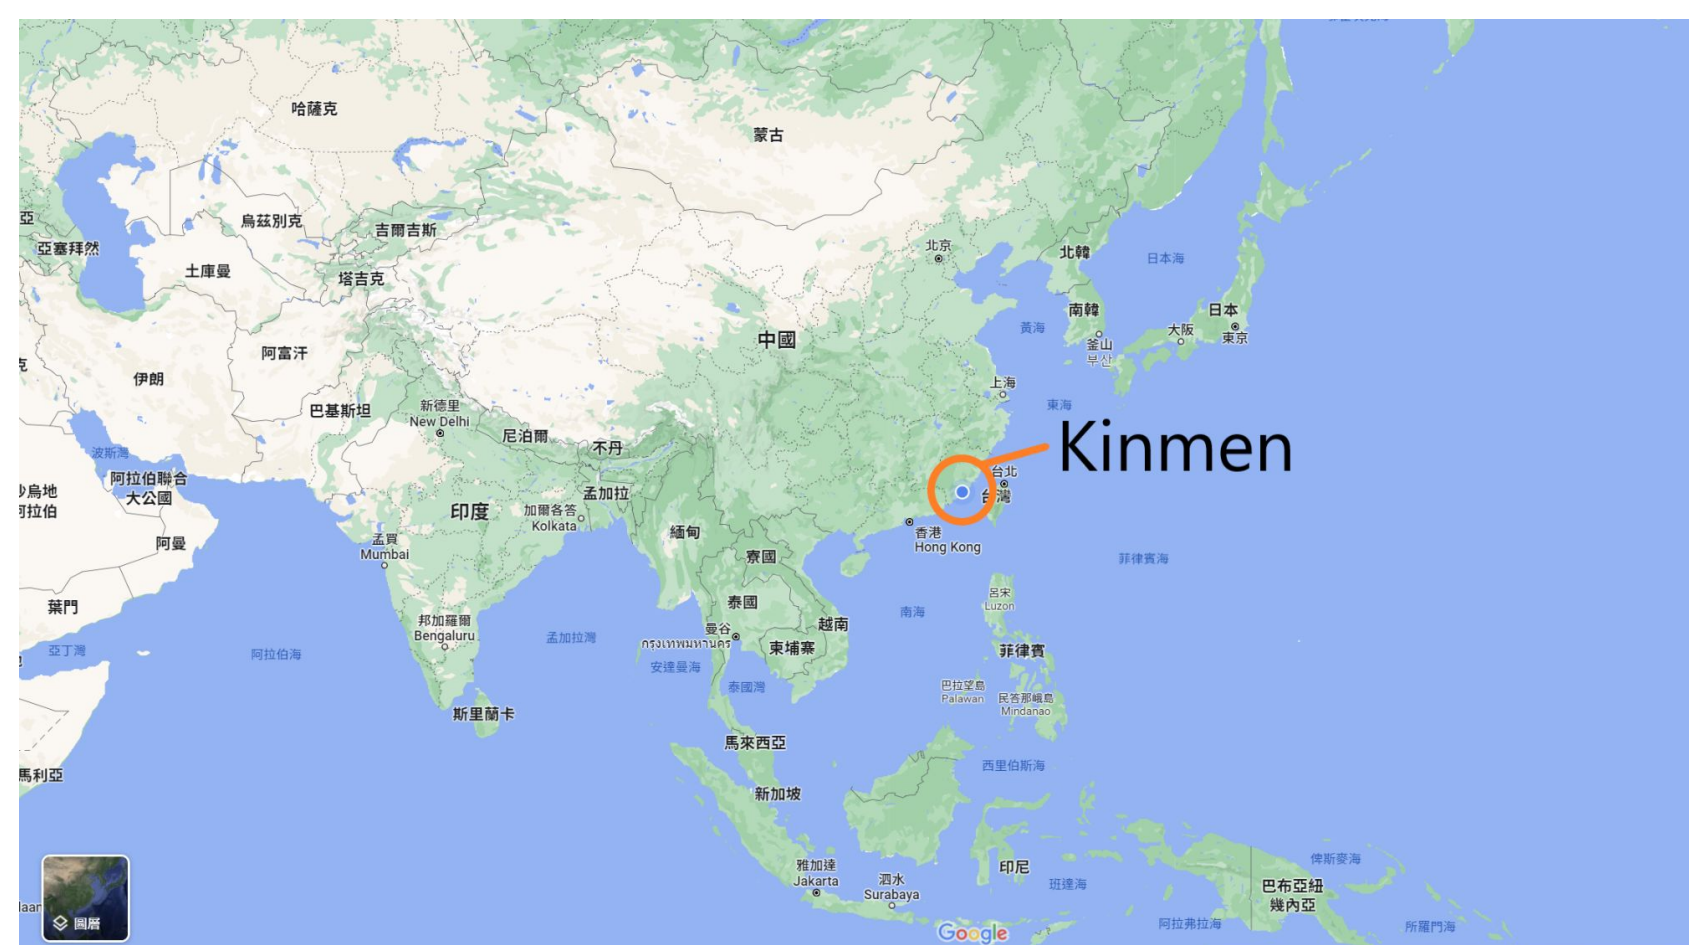 哈薩克
蒙古
亞
烏茲別克
吉爾吉斯
亞塞拜然
北京
北韓
日本海
土庫曼
塔吉克
南韓
日本
黃海
大阪
東京
中國
釜山
부산
阿富汗
伊朗
上海
巴基斯坦
新德里
New Delhi
東海
Kinmen
尼泊爾
不丹
波斯灣
台北
阿拉伯聯合
大公國
沙烏地
阿拉伯
孟加拉
台灣
印度
加爾各答
Kolkata
緬甸
香港
Hong Kong
阿曼
孟買
Mumbai
寮國
菲律賓海
葉門
泰國
呂宋
Luzon
南海
邦加羅爾
Bengaluru
曼谷
กรุงเทพมหานคร
越南
孟加拉灣
亞丁灣
阿拉伯海
柬埔寨
菲律賓
安達曼海
泰國灣
巴拉望島
Palawan
民答那峨島
Mindanao
斯里蘭卡
馬來西亞
西里伯斯海
馬利亞
新加坡
雅加達
Jakarta
泗水
Surabaya
印尼
班達海
俾斯麥海
巴布亞紐
幾內亞
圖層
阿拉弗拉海
所羅門海
Google